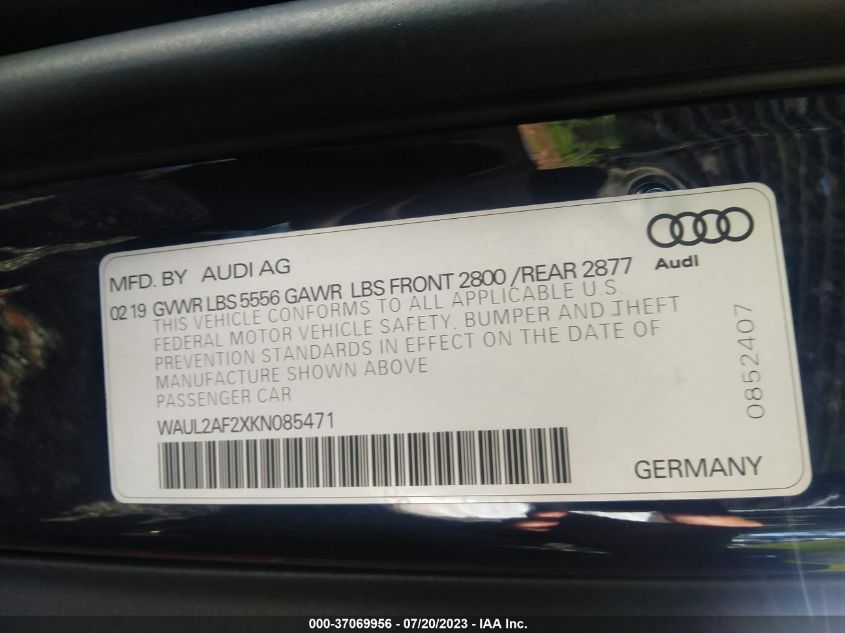 MFD. BY AUDI AG
Audi
02 19 GVWR LBS 5556 GAWR LBS FRONT 2800 /REAR 2877
THIS VEHICLE CONFORMS TO ALL APPLICABLE U.S.
FEDERAL MOTOR VEHICLE SAFETY, BUMPER AND THEFT
PREVENTION STANDARDS IN EFFECT ON THE DATE OF
MANUFACTURE SHOWN ABOVE
PASSENGER CAR
WAUL2AF2XKN085471
0852407
GERMANY
000-37069956 - 07/20/2023 - IAA Inc.